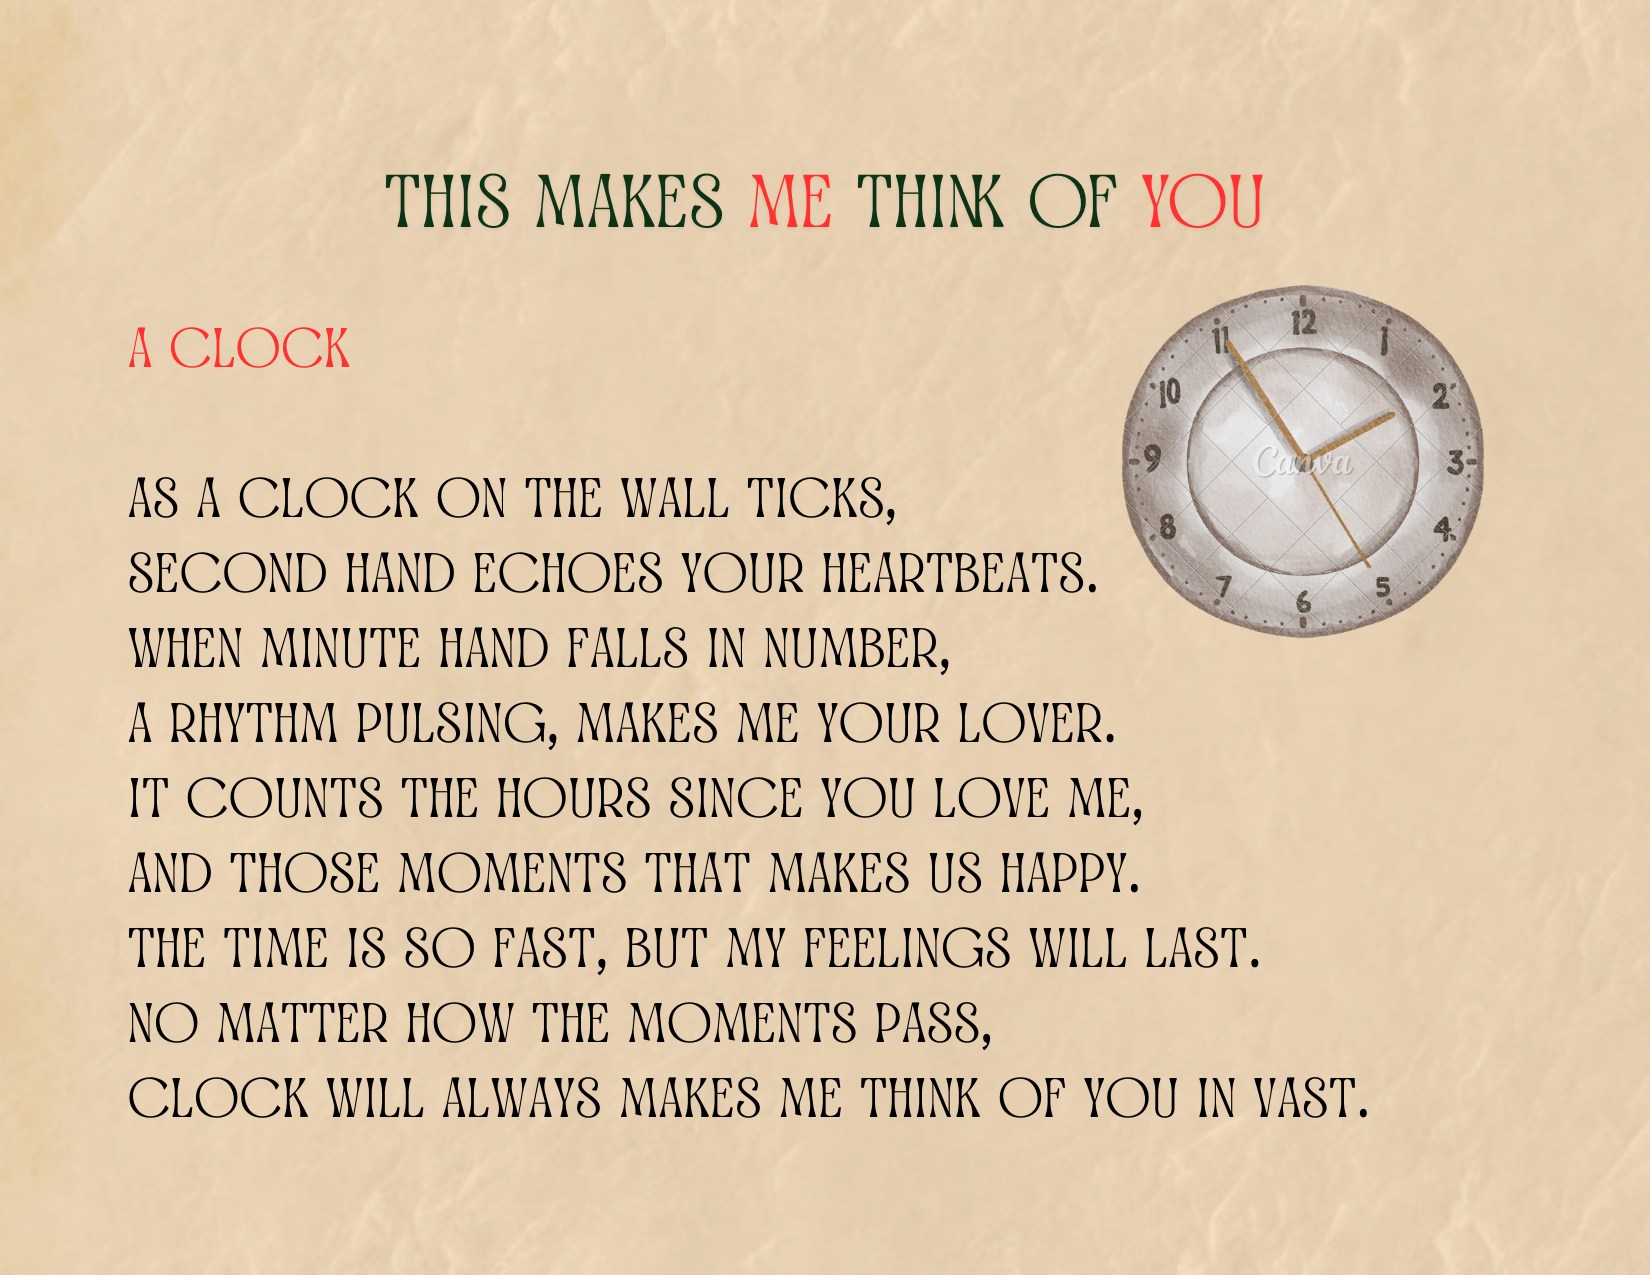 THIS MAKES ME THINK OF YOU
A CLOCK
12
11
1
10
2
9
3
Canva
8
4
7
5
6
AS A CLOCK ON THE WALL TICKS,
SECOND HAND ECHOES YOUR HEARTBEATS.
WHEN MINUTE HAND FALLS IN NUMBER,
A RHYTHM PULSING, MAKES ME YOUR LOVER.
IT COUNTS THE HOURS SINCE YOU LOVE ME,
AND THOSE MOMENTS THAT MAKES US HAPPY.
THE TIME IS SO FAST, BUT MY FEELINGS WILL LAST.
NO MATTER HOW THE MOMENTS PASS,
CLOCK WILL ALWAYS MAKES ME THINK OF YOU IN VAST.